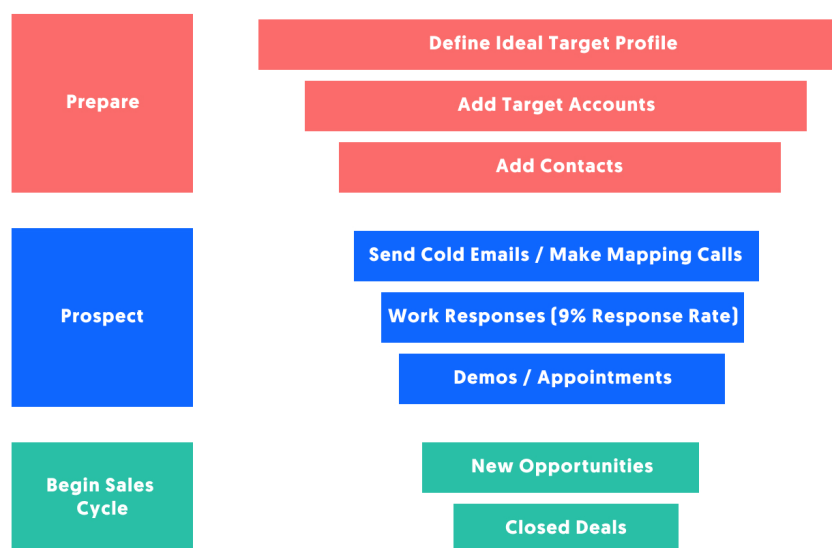 Prepare
Define Ideal Target Profile
Add Target Accounts
Add Contacts
Prospect
Send Cold Emails / Make Mapping Calls
Work Responses (9% Response Rate)
Demos / Appointments
Begin Sales
Cycle
New Opportunities
Closed Deals